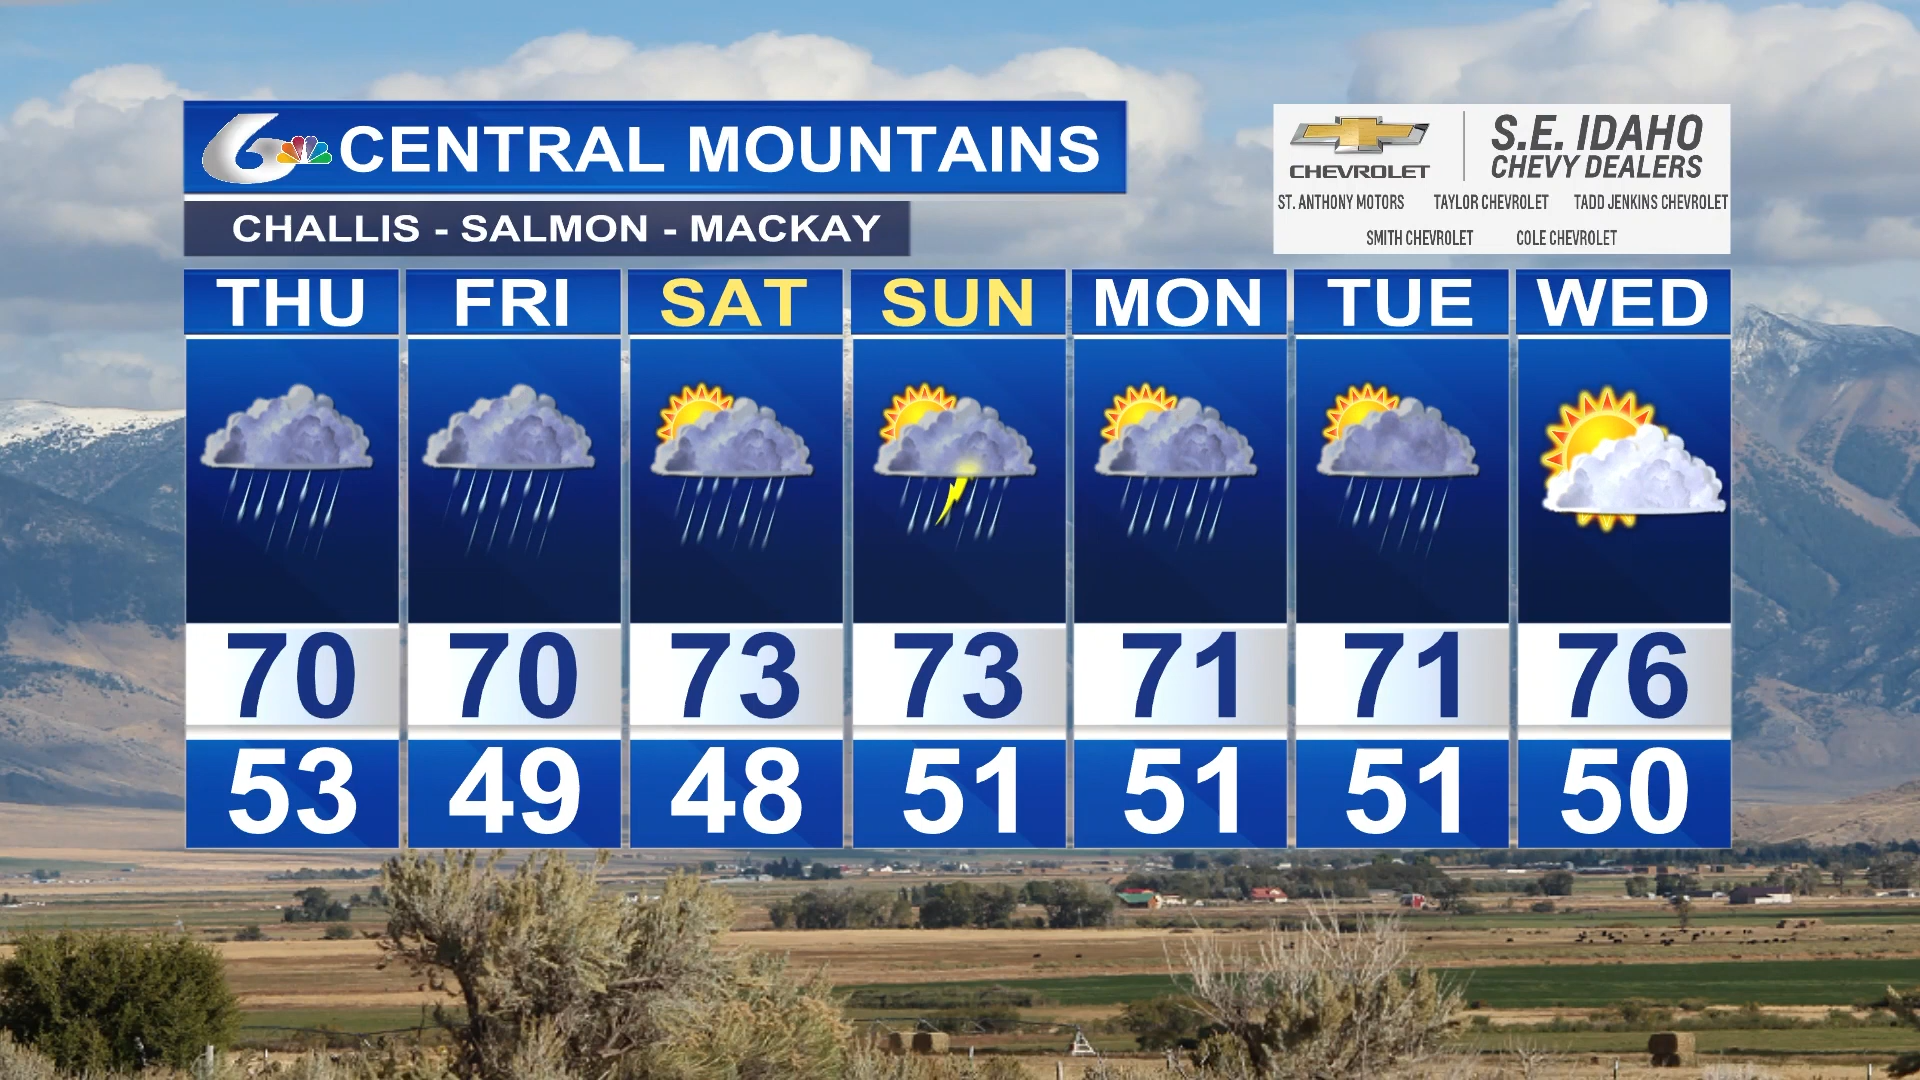 6 CENTRAL MOUNTAINS
CHALLIS - SALMON - MACKAY
CHEVROLET
S.E. IDAHO
CHEVY DEALERS
ST. ANTHONY MOTORS TAYLOR CHEVROLET TADD JENKINS CHEVROLET
SMITH CHEVROLET COLE CHEVROLET
THU FRI SAT SUN MON TUE WED
70 70 73 73 71 71 76
53 49 48 51 51 51 50